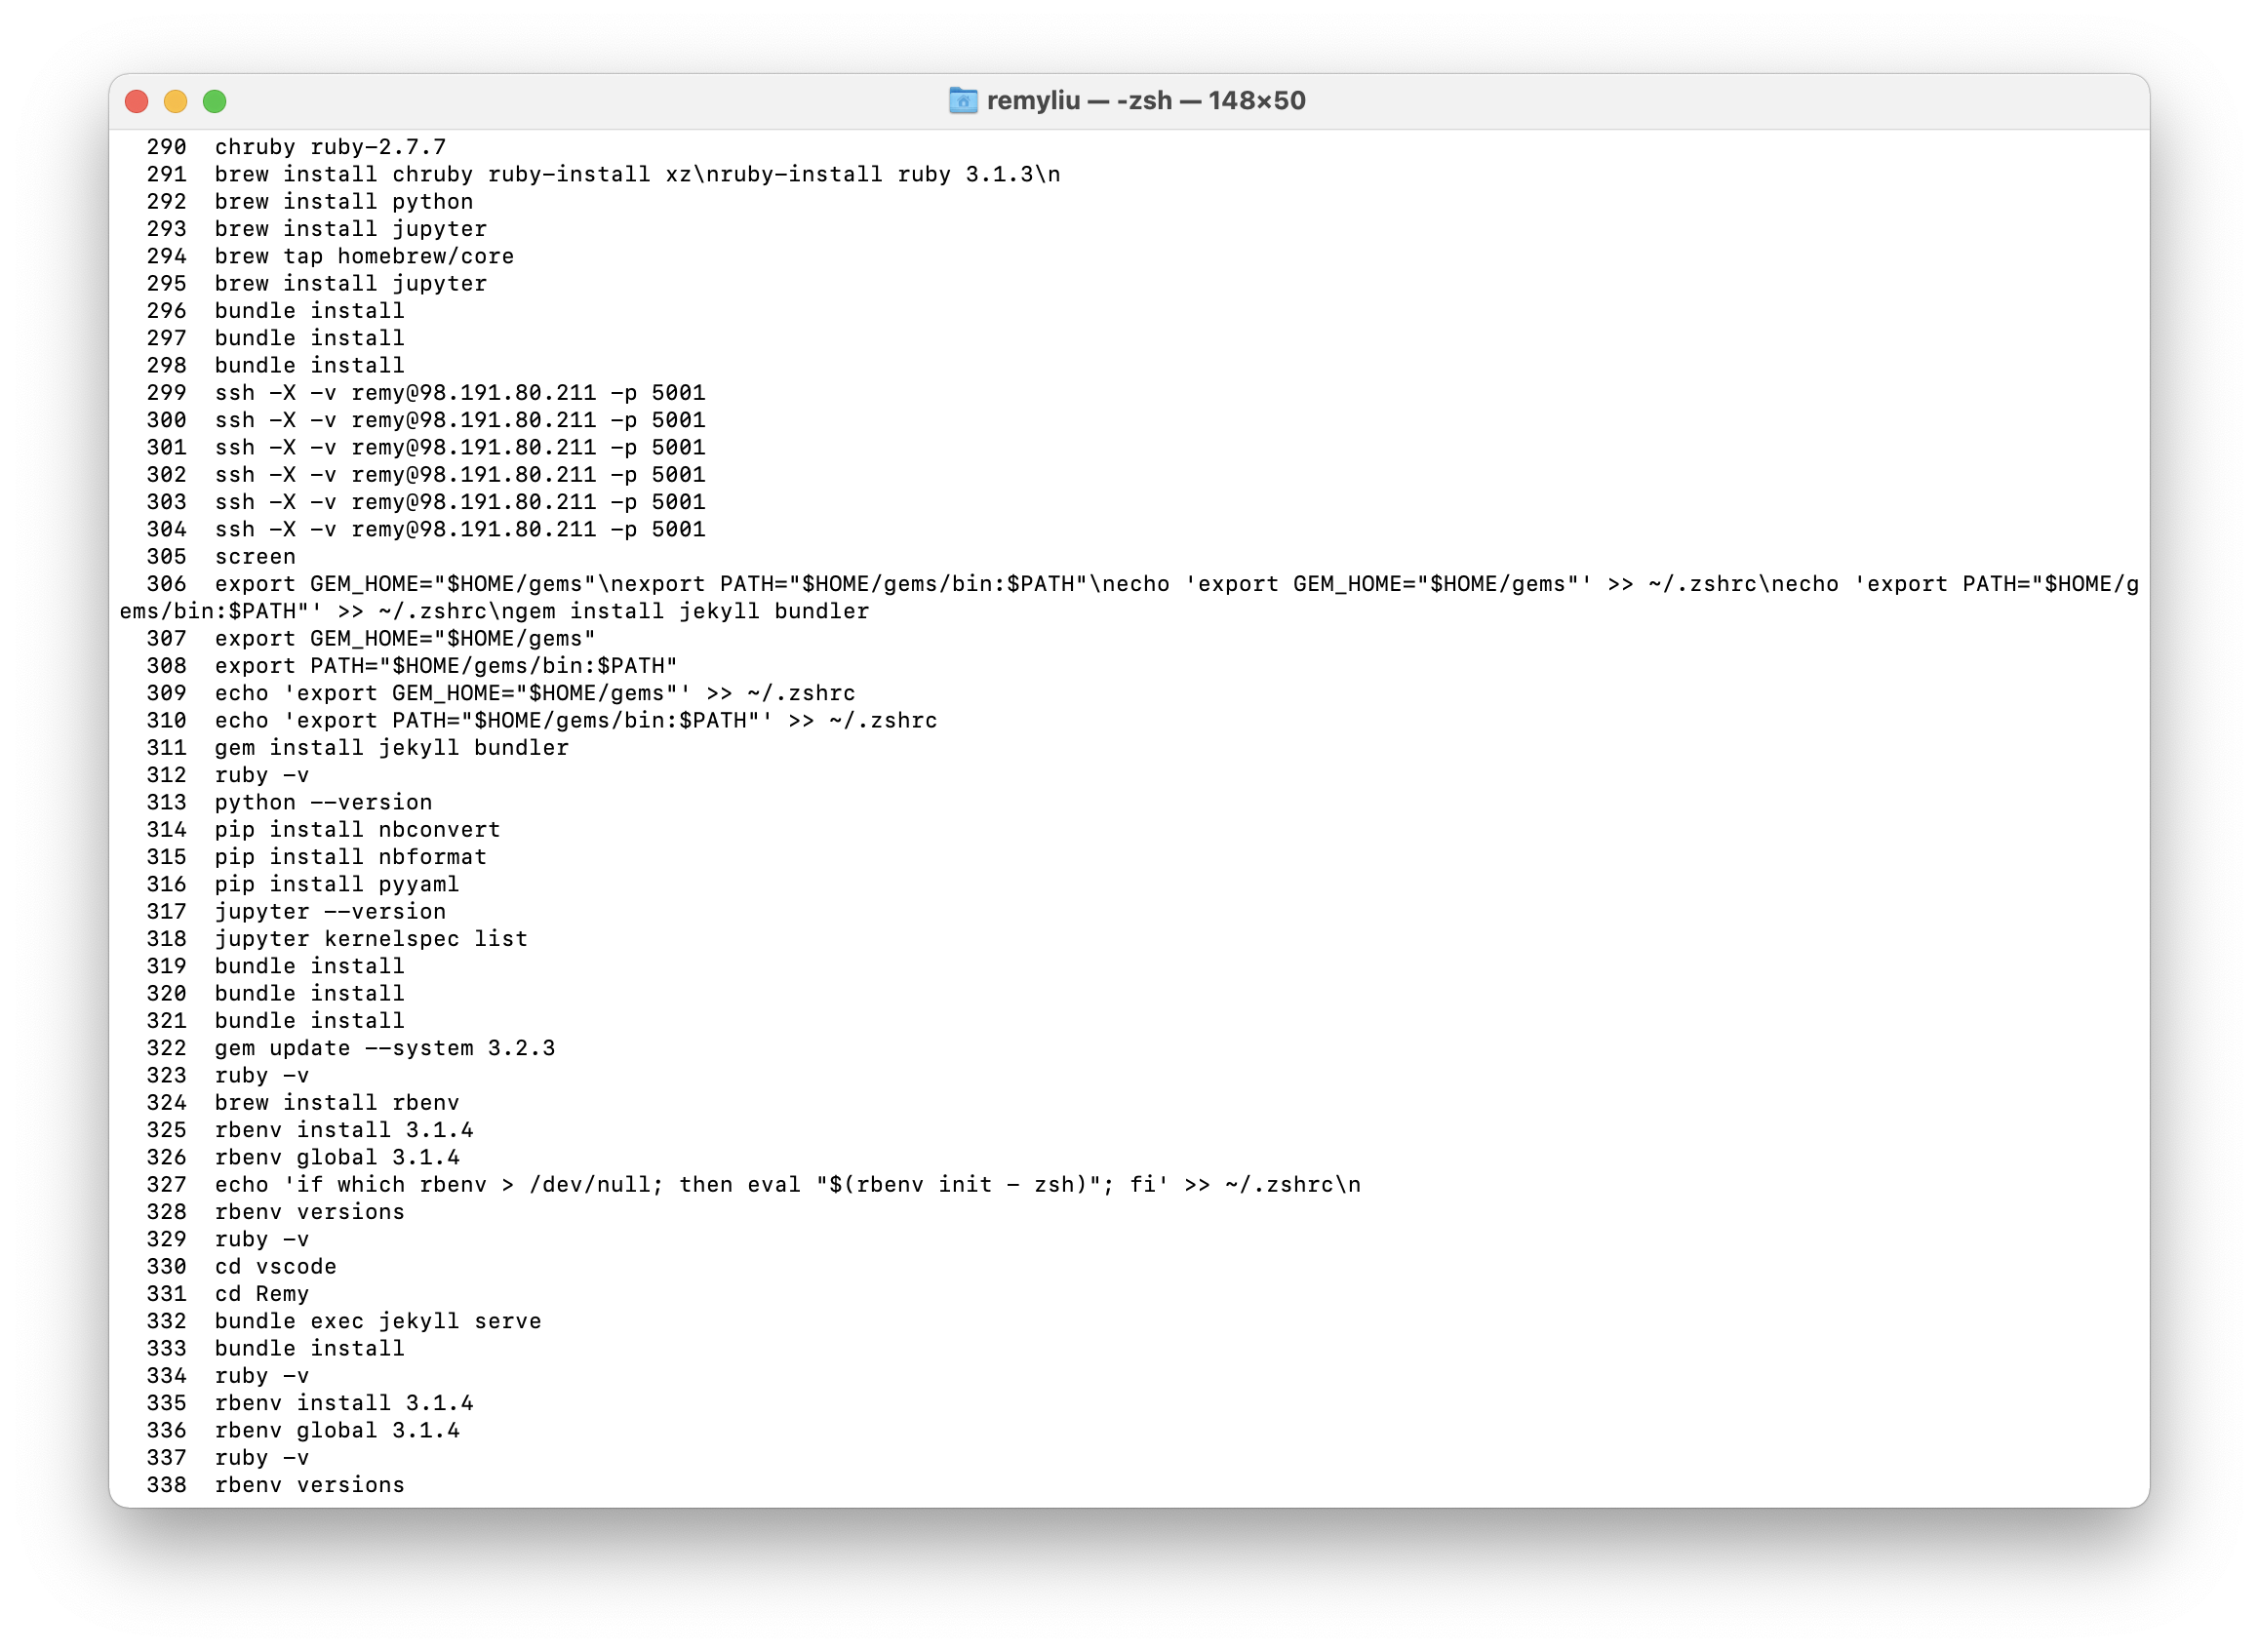 remyliu — -zsh — 148×50
290 chruby ruby-2.7.7
291 brew install chruby ruby-install xz\nruby-install ruby 3.1.3\n
292 brew install python
293 brew install jupyter
294 brew tap homebrew/core
295 brew install jupyter
296 bundle install
297 bundle install
298 bundle install
299 ssh -X -v remy@98.191.80.211 -p 5001
300 ssh -X -v remy@98.191.80.211 -p 5001
301 ssh -X -v remy@98.191.80.211 -p 5001
302 ssh -X -v remy@98.191.80.211 -p 5001
303 ssh -X -v remy@98.191.80.211 -p 5001
304 ssh -X -v remy@98.191.80.211 -p 5001
305 screen
306 export GEM_HOME="$HOME/gems"\nexport PATH="$HOME/gems/bin:$PATH"\necho 'export GEM_HOME="$HOME/gems"' >> ~/.zshrc\necho 'export PATH="$HOME/g
ems/bin:$PATH"' >> ~/.zshrc\ngem install jekyll bundler
307 export GEM_HOME="$HOME/gems"
308 export PATH="$HOME/gems/bin:$PATH"
309 echo 'export GEM_HOME="$HOME/gems"' >> ~/.zshrc
310 echo 'export PATH="$HOME/gems/bin:$PATH"' >> ~/.zshrc
311 gem install jekyll bundler
312 ruby -v
313 python --version
314 pip install nbconvert
315 pip install nbformat
316 pip install pyyaml
317 jupyter --version
318 jupyter kernelspec list
319 bundle install
320 bundle install
321 bundle install
322 gem update --system 3.2.3
323 ruby -v
324 brew install rbenv
325 rbenv install 3.1.4
326 rbenv global 3.1.4
327 echo 'if which rbenv > /dev/null; then eval "$(rbenv init - zsh)"; fi' >> ~/.zshrc\n
328 rbenv versions
329 ruby -v
330 cd vscode
331 cd Remy
332 bundle exec jekyll serve
333 bundle install
334 ruby -v
335 rbenv install 3.1.4
336 rbenv global 3.1.4
337 ruby -v
338 rbenv versions